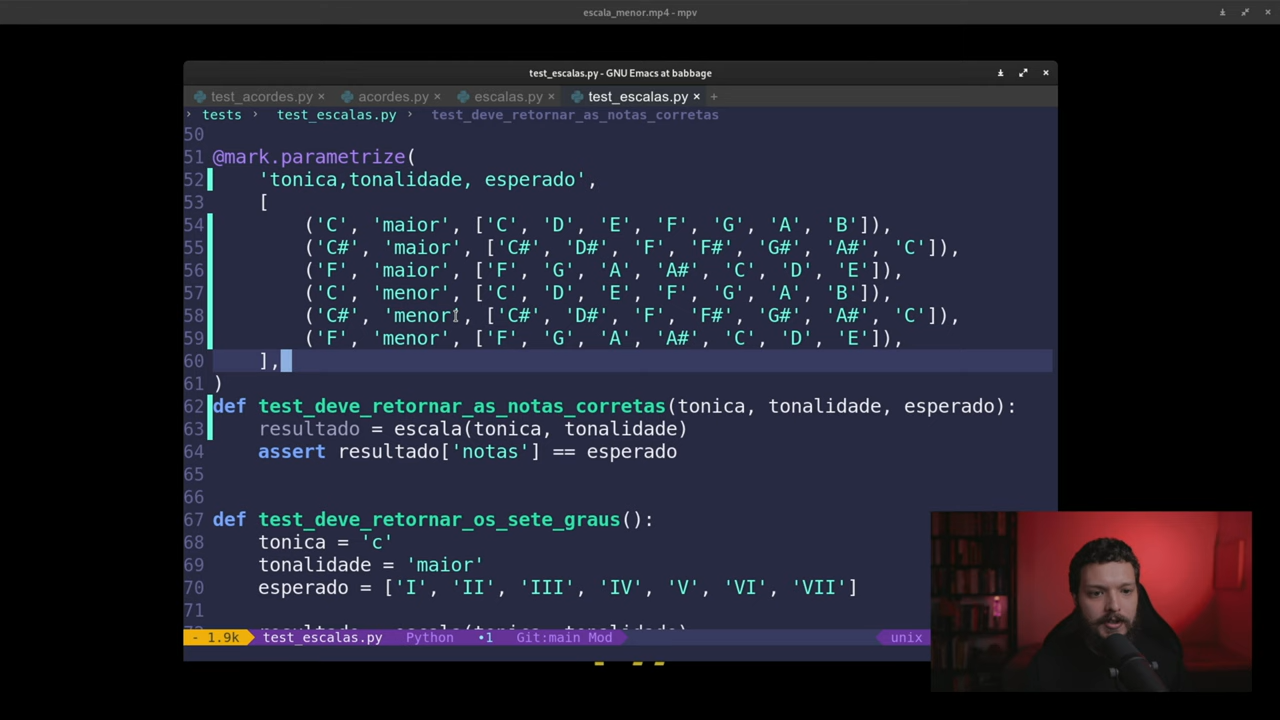 escala_menor.mp4 - mpv
test_escalas.py - GNU Emacs at babbage
test_acordes.py × acordes.py × escalas.py × test_escalas.py × +
› tests › test_escalas.py › test_deve_retornar_as_notas_corretas
50
51 @mark.parametrize(
52     'tonica,tonalidade, esperado',
53     [
54         ('C', 'maior', ['C', 'D', 'E', 'F', 'G', 'A', 'B']),
55         ('C#', 'maior', ['C#', 'D#', 'F', 'F#', 'G#', 'A#', 'C']),
56         ('F', 'maior', ['F', 'G', 'A', 'A#', 'C', 'D', 'E']),
57         ('C', 'menor', ['C', 'D', 'E', 'F', 'G', 'A', 'B']),
58         ('C#', 'menor', ['C#', 'D#', 'F', 'F#', 'G#', 'A#', 'C']),
59         ('F', 'menor', ['F', 'G', 'A', 'A#', 'C', 'D', 'E']),
60     ],
61 )
62 def test_deve_retornar_as_notas_corretas(tonica, tonalidade, esperado):
63     resultado = escala(tonica, tonalidade)
64     assert resultado['notas'] == esperado
65
66
67 def test_deve_retornar_os_sete_graus():
68     tonica = 'c'
69     tonalidade = 'maior'
70     esperado = ['I', 'II', 'III', 'IV', 'V', 'VI', 'VII']
71
- 1.9k test_escalas.py Python •1 Git:main Mod unix